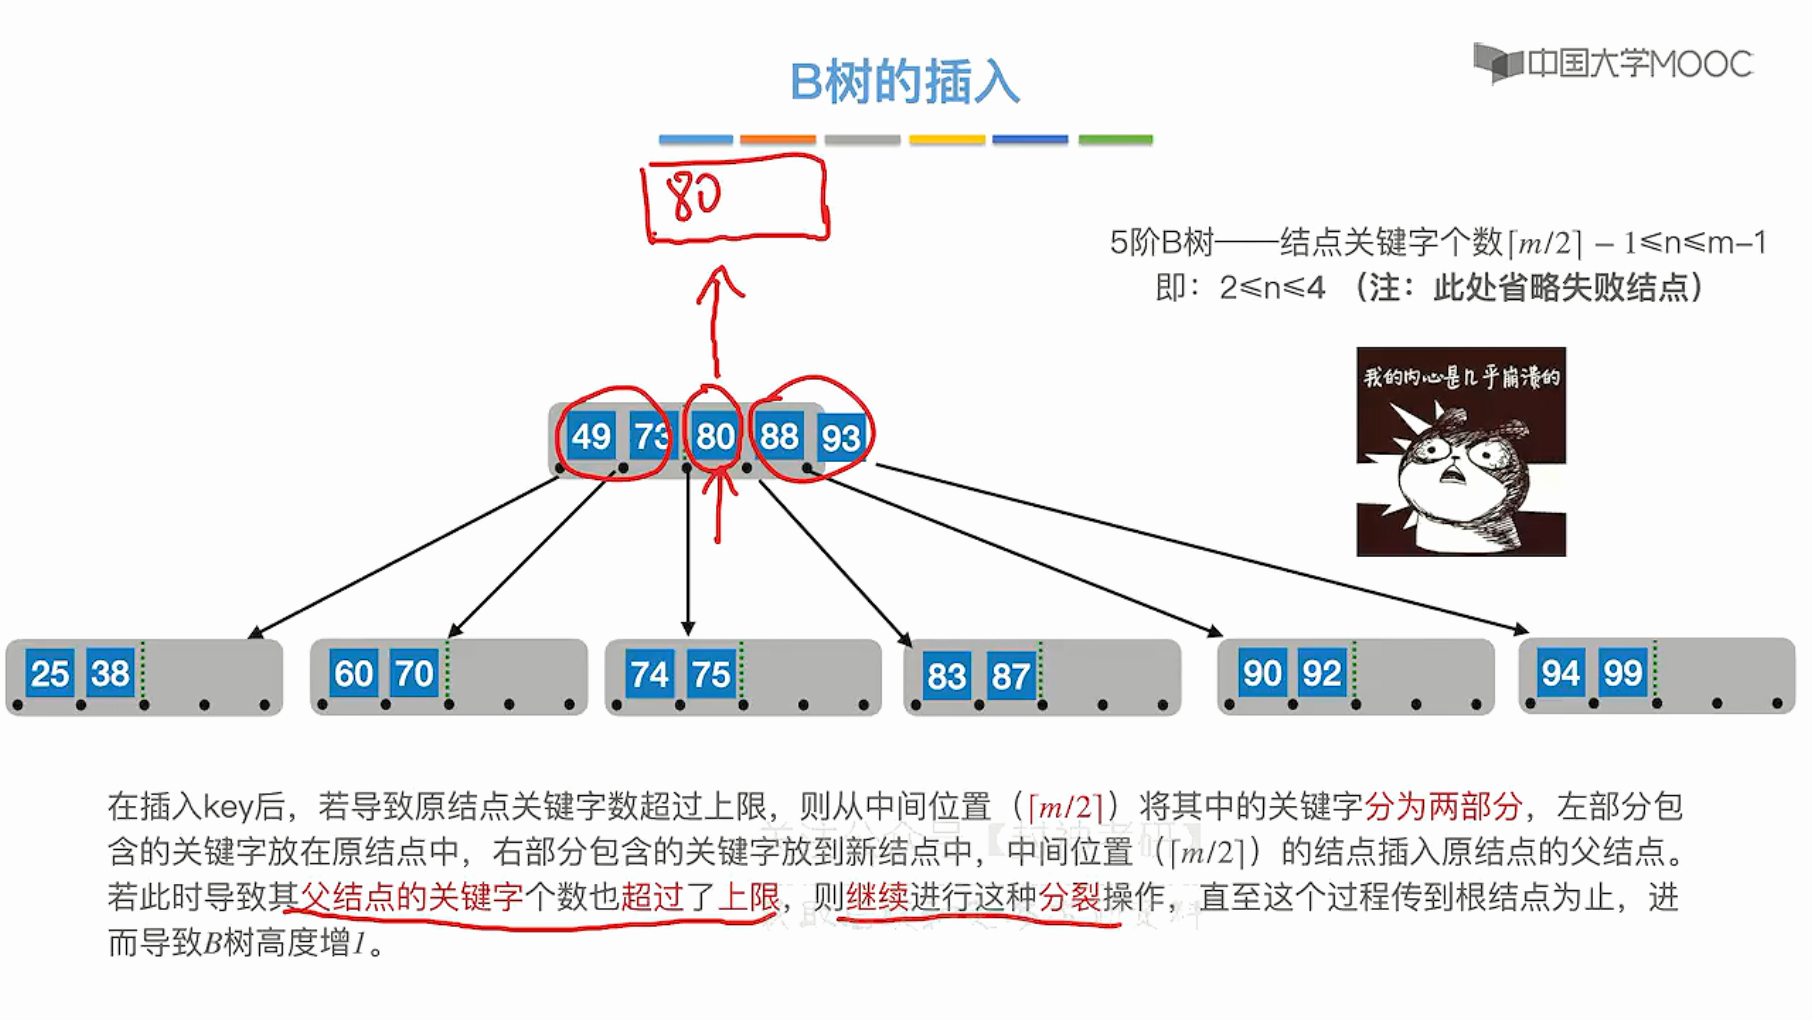 中国大学MOOC
B树的插入
80
5阶B树——结点关键字个数⌈m/2⌉ – 1≤n≤m–1
即：2≤n≤4 （注：此处省略失败结点）
我的内心是几乎崩溃的
49 73 80 88 93
25 38 60 70 74 75 83 87 90 92 94 99
在插入key后，若导致原结点关键字数超过上限，则从中间位置（⌈m/2⌉）将其中的关键字分为两部分，左部分包
含的关键字放在原结点中，右部分包含的关键字放到新结点中，中间位置（⌈m/2⌉）的结点插入原结点的父结点。
若此时导致其父结点的关键字个数也超过了上限，则继续进行这种分裂操作，直至这个过程传到根结点为止，进
而导致B树高度增1。